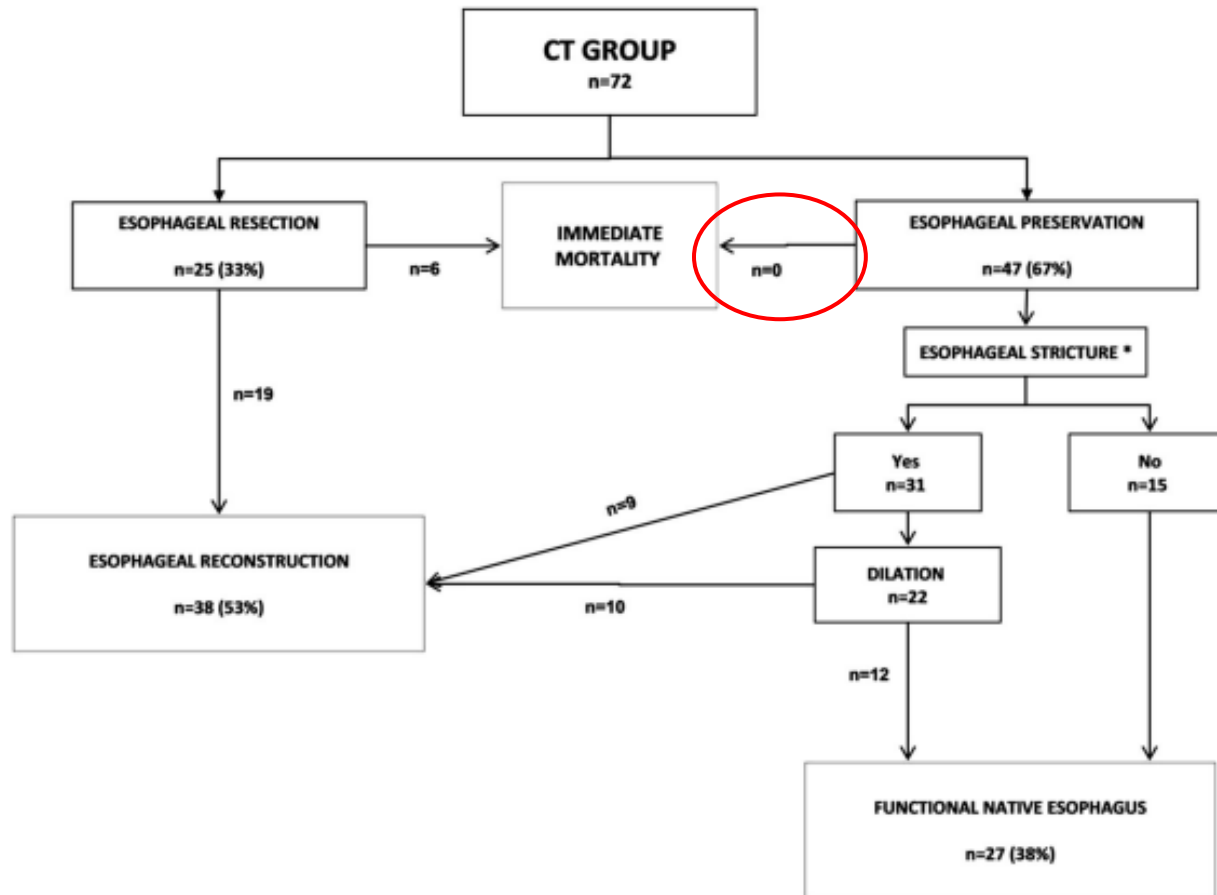 CT GROUP
n=72
ESOPHAGEAL RESECTION
n=25 (33%)
n=6
IMMEDIATE
MORTALITY
n=0
ESOPHAGEAL PRESERVATION
n=47 (67%)
ESOPHAGEAL STRICTURE *
n=19
Yes
n=31
No
n=15
n=9
ESOPHAGEAL RECONSTRUCTION
n=38 (53%)
n=10
DILATION
n=22
n=12
FUNCTIONAL NATIVE ESOPHAGUS
n=27 (38%)